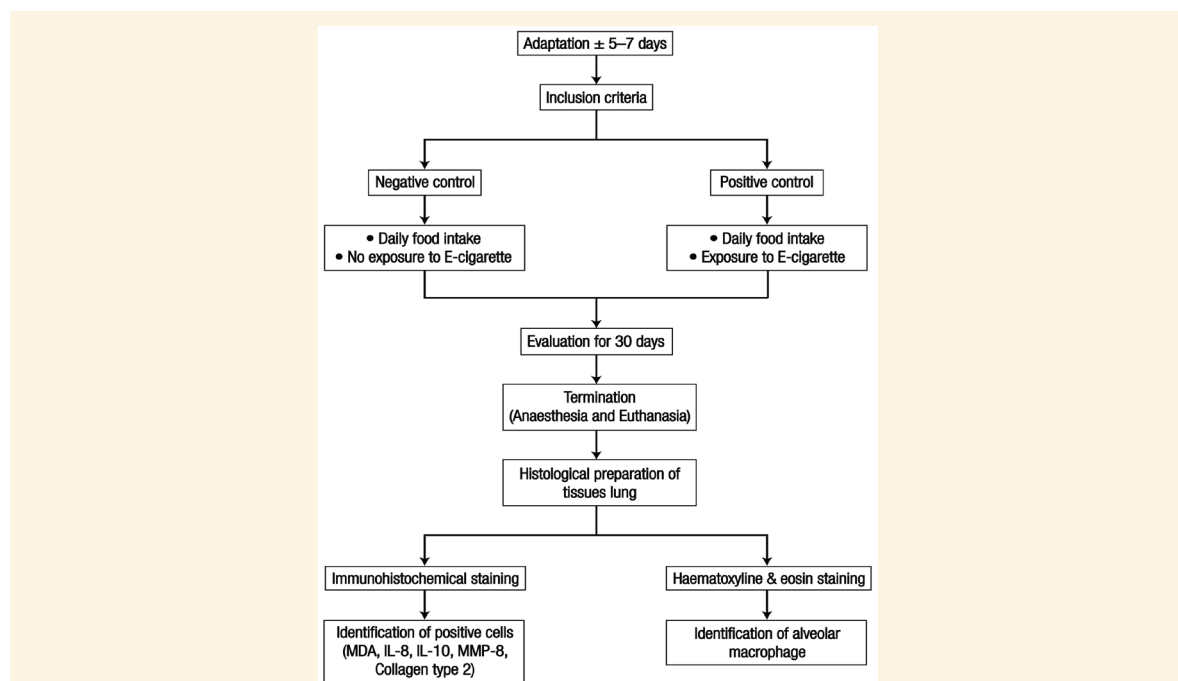 Adaptation ± 5–7 days
Inclusion criteria
Negative control
Positive control
• Daily food intake
• No exposure to E-cigarette
• Daily food intake
• Exposure to E-cigarette
Evaluation for 30 days
Termination
(Anaesthesia and Euthanasia)
Histological preparation of
tissues lung
Immunohistochemical staining
Haematoxyline & eosin staining
Identification of positive cells
(MDA, IL-8, IL-10, MMP-8,
Collagen type 2)
Identification of alveolar
macrophage